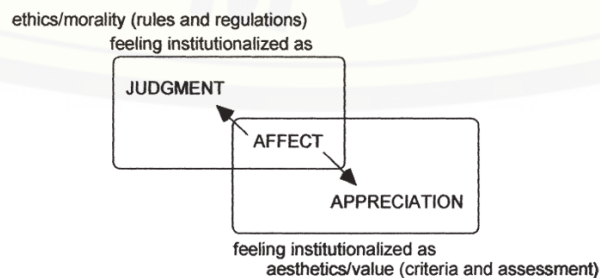 ethics/morality (rules and regulations)
feeling institutionalized as
JUDGMENT
AFFECT
APPRECIATION
feeling institutionalized as
aesthetics/value (criteria and assessment)